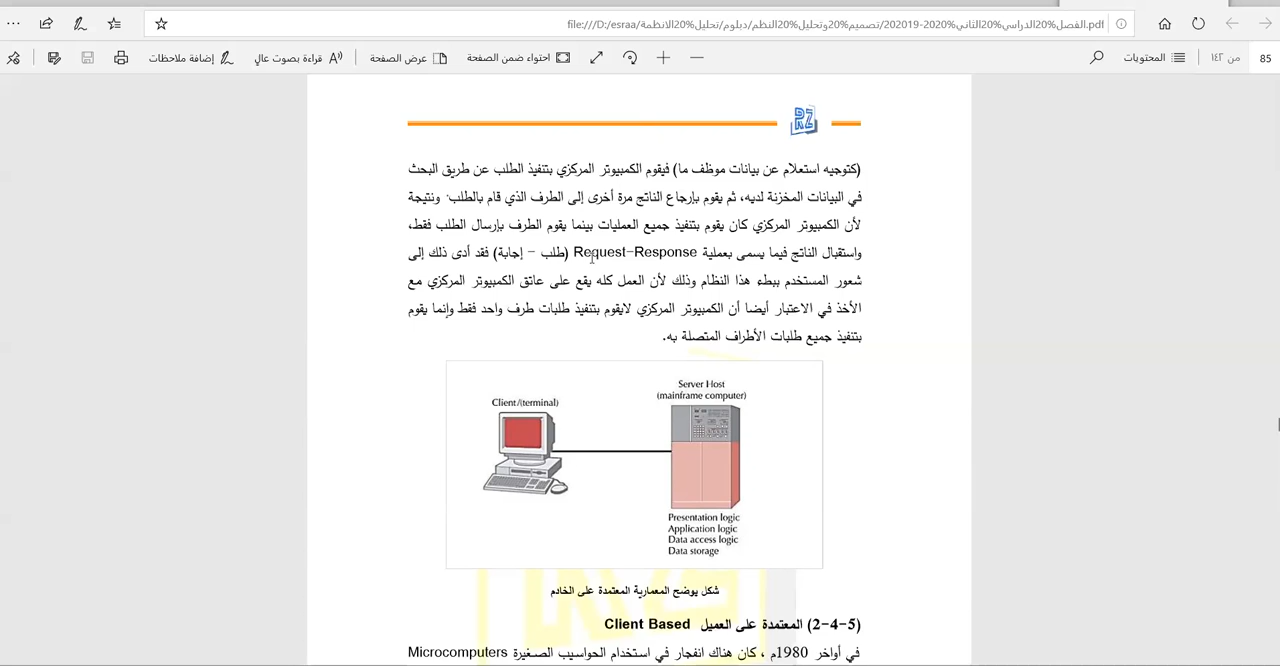 file:///D:/esraa/تحليل%20الانظمة/دبلوم/تصميم%20وتحليل%20النظم/202019-2020%الفصل%20الدراسي%20الثاني.pdf
85 من ١٤٢
المحتويات
احتواء ضمن الصفحة
عرض الصفحة
قراءة بصوت عالٍ
إضافة ملاحظات
(كتوجيه استعلام عن بيانات موظف ما) فيقوم الكمبيوتر المركزي بتنفيذ الطلب عن طريق البحث
في البيانات المخزنة لديه، ثم يقوم بإرجاع الناتج مرة أخرى إلى الطرف الذي قام بالطلب. ونتيجة
لأن الكمبيوتر المركزي كان يقوم بتنفيذ جميع العمليات بينما يقوم الطرف بإرسال الطلب فقط،
واستقبال الناتج فيما يسمى بعملية Request-Response (طلب – إجابة) فقد أدى ذلك إلى
شعور المستخدم ببطء هذا النظام وذلك لأن العمل كله يقع على عاتق الكمبيوتر المركزي مع
الأخذ في الاعتبار أيضا أن الكمبيوتر المركزي لايقوم بتنفيذ طلبات طرف واحد فقط وإنما يقوم
بتنفيذ جميع طلبات الأطراف المتصلة به.
Client/(terminal)
Server Host
(mainframe computer)
Presentation logic
Application logic
Data access logic
Data storage
شكل يوضح المعمارية المعتمدة على الخادم
(2-4-5) المعتمدة على العميل Client Based
في أواخر 1980م ، كان هناك انفجار في استخدام الحواسيب الصغيرة Microcomputers